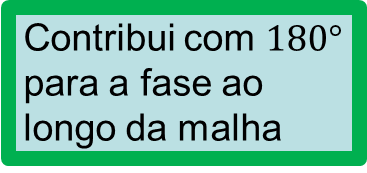 Contribui com 180°
para a fase ao
longo da malha